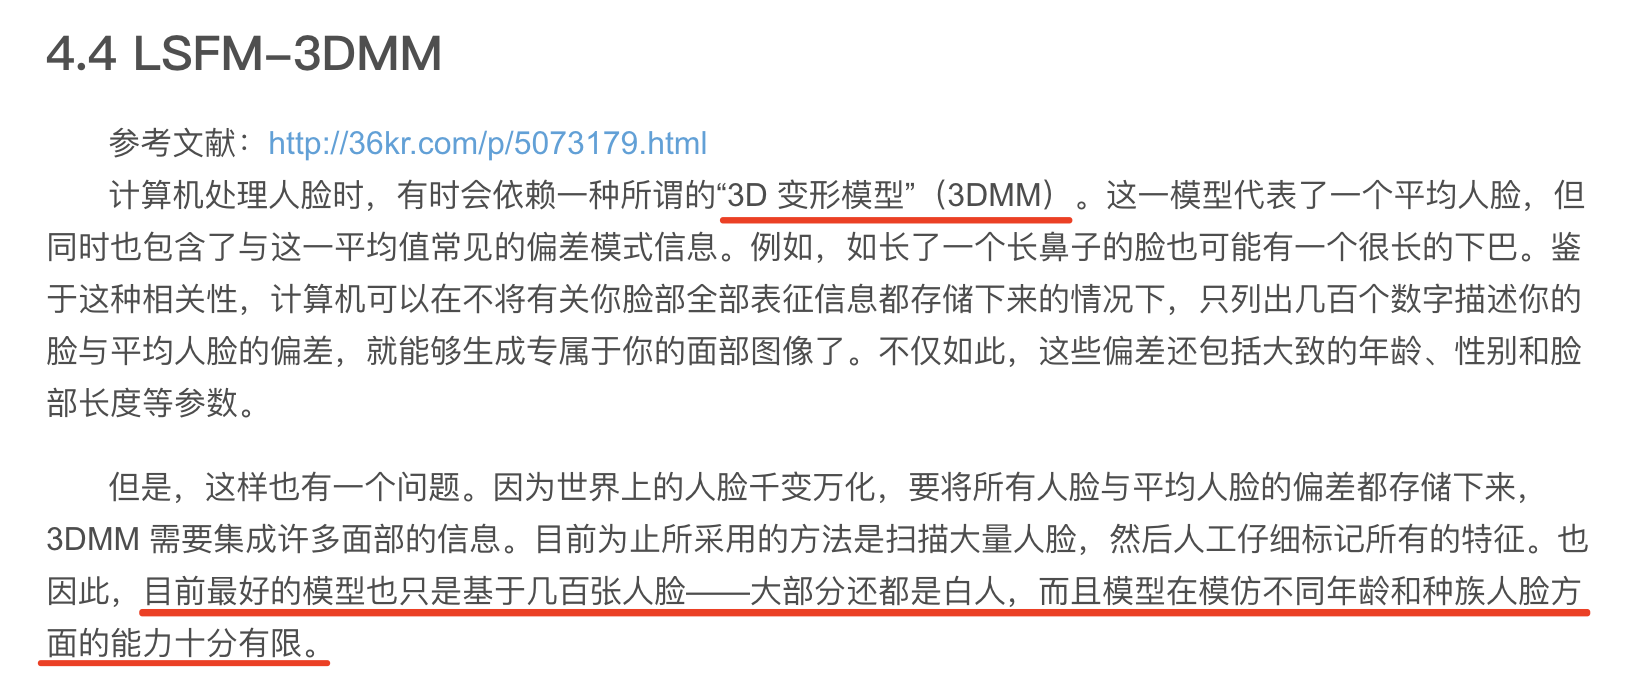 4.4 LSFM-3DMM
参考文献：http://36kr.com/p/5073179.html
计算机处理人脸时，有时会依赖一种所谓的“3D 变形模型”（3DMM）。这一模型代表了一个平均人脸，但
同时也包含了与这一平均值常见的偏差模式信息。例如，如长了一个长鼻子的脸也可能有一个很长的下巴。鉴
于这种相关性，计算机可以在不将有关你脸部全部表征信息都存储下来的情况下，只列出几百个数字描述你的
脸与平均人脸的偏差，就能够生成专属于你的面部图像了。不仅如此，这些偏差还包括大致的年龄、性别和脸
部长度等参数。
但是，这样也有一个问题。因为世界上的人脸千变万化，要将所有人脸与平均人脸的偏差都存储下来，
3DMM 需要集成许多面部的信息。目前为止所采用的方法是扫描大量人脸，然后人工仔细标记所有的特征。也
因此，目前最好的模型也只是基于几百张人脸——大部分还都是白人，而且模型在模仿不同年龄和种族人脸方
面的能力十分有限。